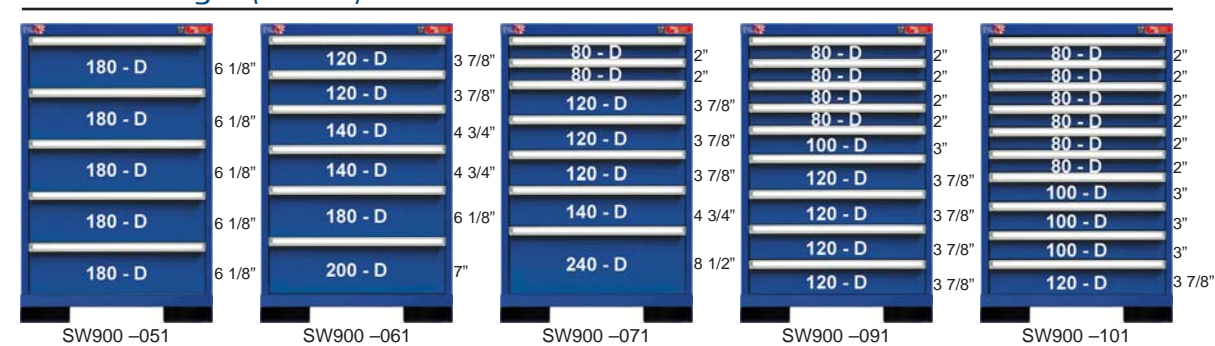 180 - D 6 1/8”
180 - D 6 1/8”
180 - D 6 1/8”
180 - D 6 1/8”
180 - D 6 1/8”
SW900 –051
120 - D 3 7/8”
120 - D 3 7/8”
140 - D 4 3/4”
140 - D 4 3/4”
180 - D 6 1/8”
200 - D 7”
SW900 –061
80 - D 2”
80 - D 2”
120 - D 3 7/8”
120 - D 3 7/8”
120 - D 3 7/8”
140 - D 4 3/4”
240 - D 8 1/2”
SW900 –071
80 - D 2”
80 - D 2”
80 - D 2”
80 - D 2”
100 - D 3”
120 - D 3 7/8”
120 - D 3 7/8”
120 - D 3 7/8”
120 - D 3 7/8”
SW900 –091
80 - D 2”
80 - D 2”
80 - D 2”
80 - D 2”
80 - D 2”
80 - D 2”
100 - D 3”
100 - D 3”
100 - D 3”
120 - D 3 7/8”
SW900 –101